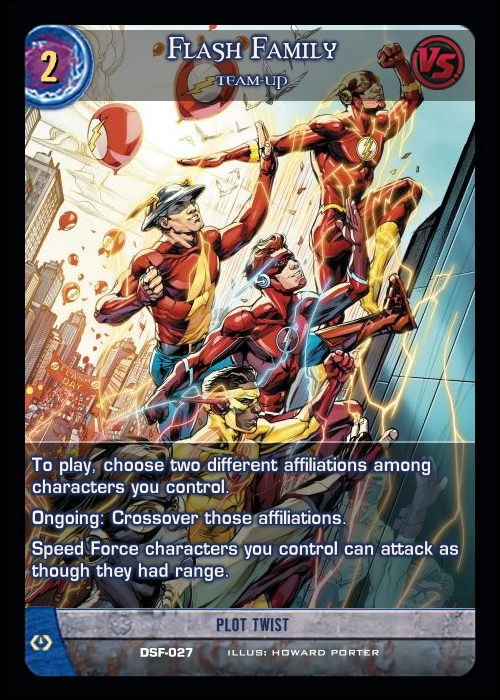 2
Flash Family
TEAM-UP
VS
FLASH
DAY
To play, choose two different affiliations among
characters you control.
Ongoing: Crossover those affiliations.
Speed Force characters you control can attack as
though they had range.
PLOT TWIST
DSF-027 ILLUS: HOWARD PORTER